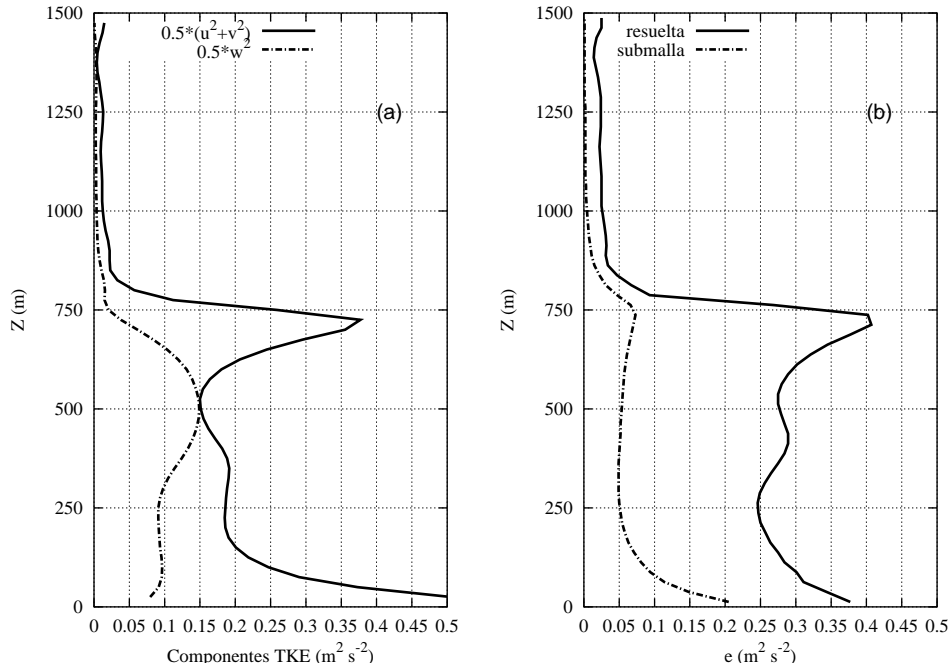 1500
1250
1000
750
500
250
0
Z (m)
0.5*(u²+v²)
0.5*w²
(a)
0 0.05 0.1 0.15 0.2 0.25 0.3 0.35 0.4 0.45 0.5
Componentes TKE (m² s⁻²)
1500
1250
1000
750
500
250
0
Z (m)
resuelta
submalla
(b)
0 0.05 0.1 0.15 0.2 0.25 0.3 0.35 0.4 0.45 0.5
e (m² s⁻²)